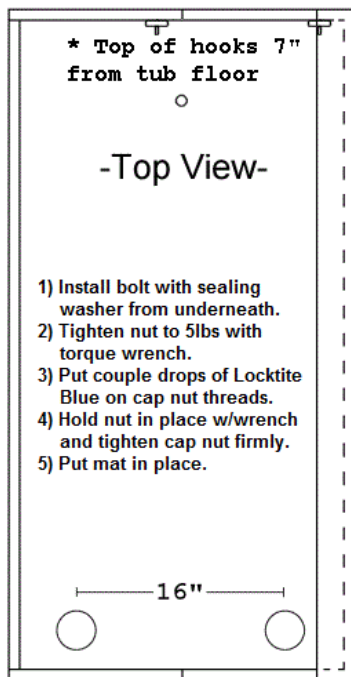 * Top of hooks 7"
from tub floor
-Top View-
1) Install bolt with sealing
washer from underneath.
2) Tighten nut to 5lbs with
torque wrench.
3) Put couple drops of Locktite
Blue on cap nut threads.
4) Hold nut in place w/wrench
and tighten cap nut firmly.
5) Put mat in place.
16"